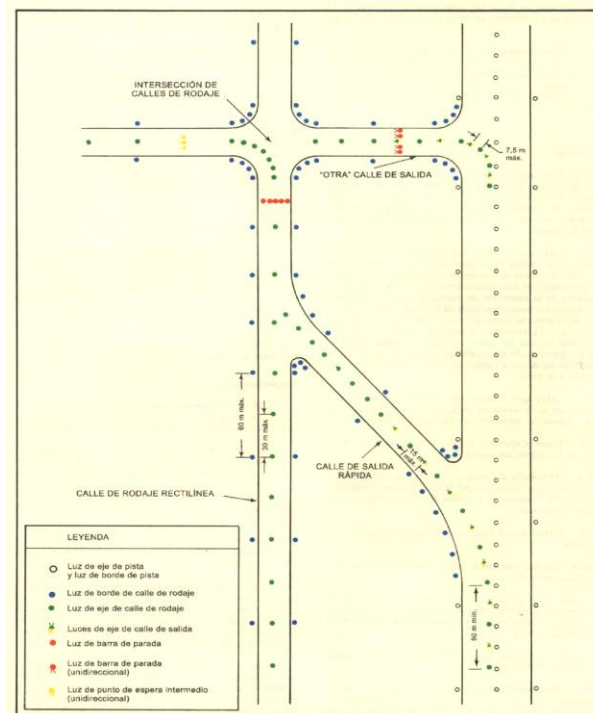 INTERSECCIÓN DE
CALLES DE RODAJE
7,5 m
máx.
"OTRA" CALLE DE SALIDA
60 m máx.
30 m máx.
15 m
máx.
CALLE DE SALIDA
RÁPIDA
CALLE DE RODAJE RECTILÍNEA
60 m mín.
LEYENDA
Luz de eje de pista
y luz de borde de pista
Luz de borde de calle de rodaje
Luz de eje de calle de rodaje
Luces de eje de calle de salida
Luz de barra de parada
Luz de barra de parada
(unidireccional)
Luz de punto de espera intermedio
(unidireccional)